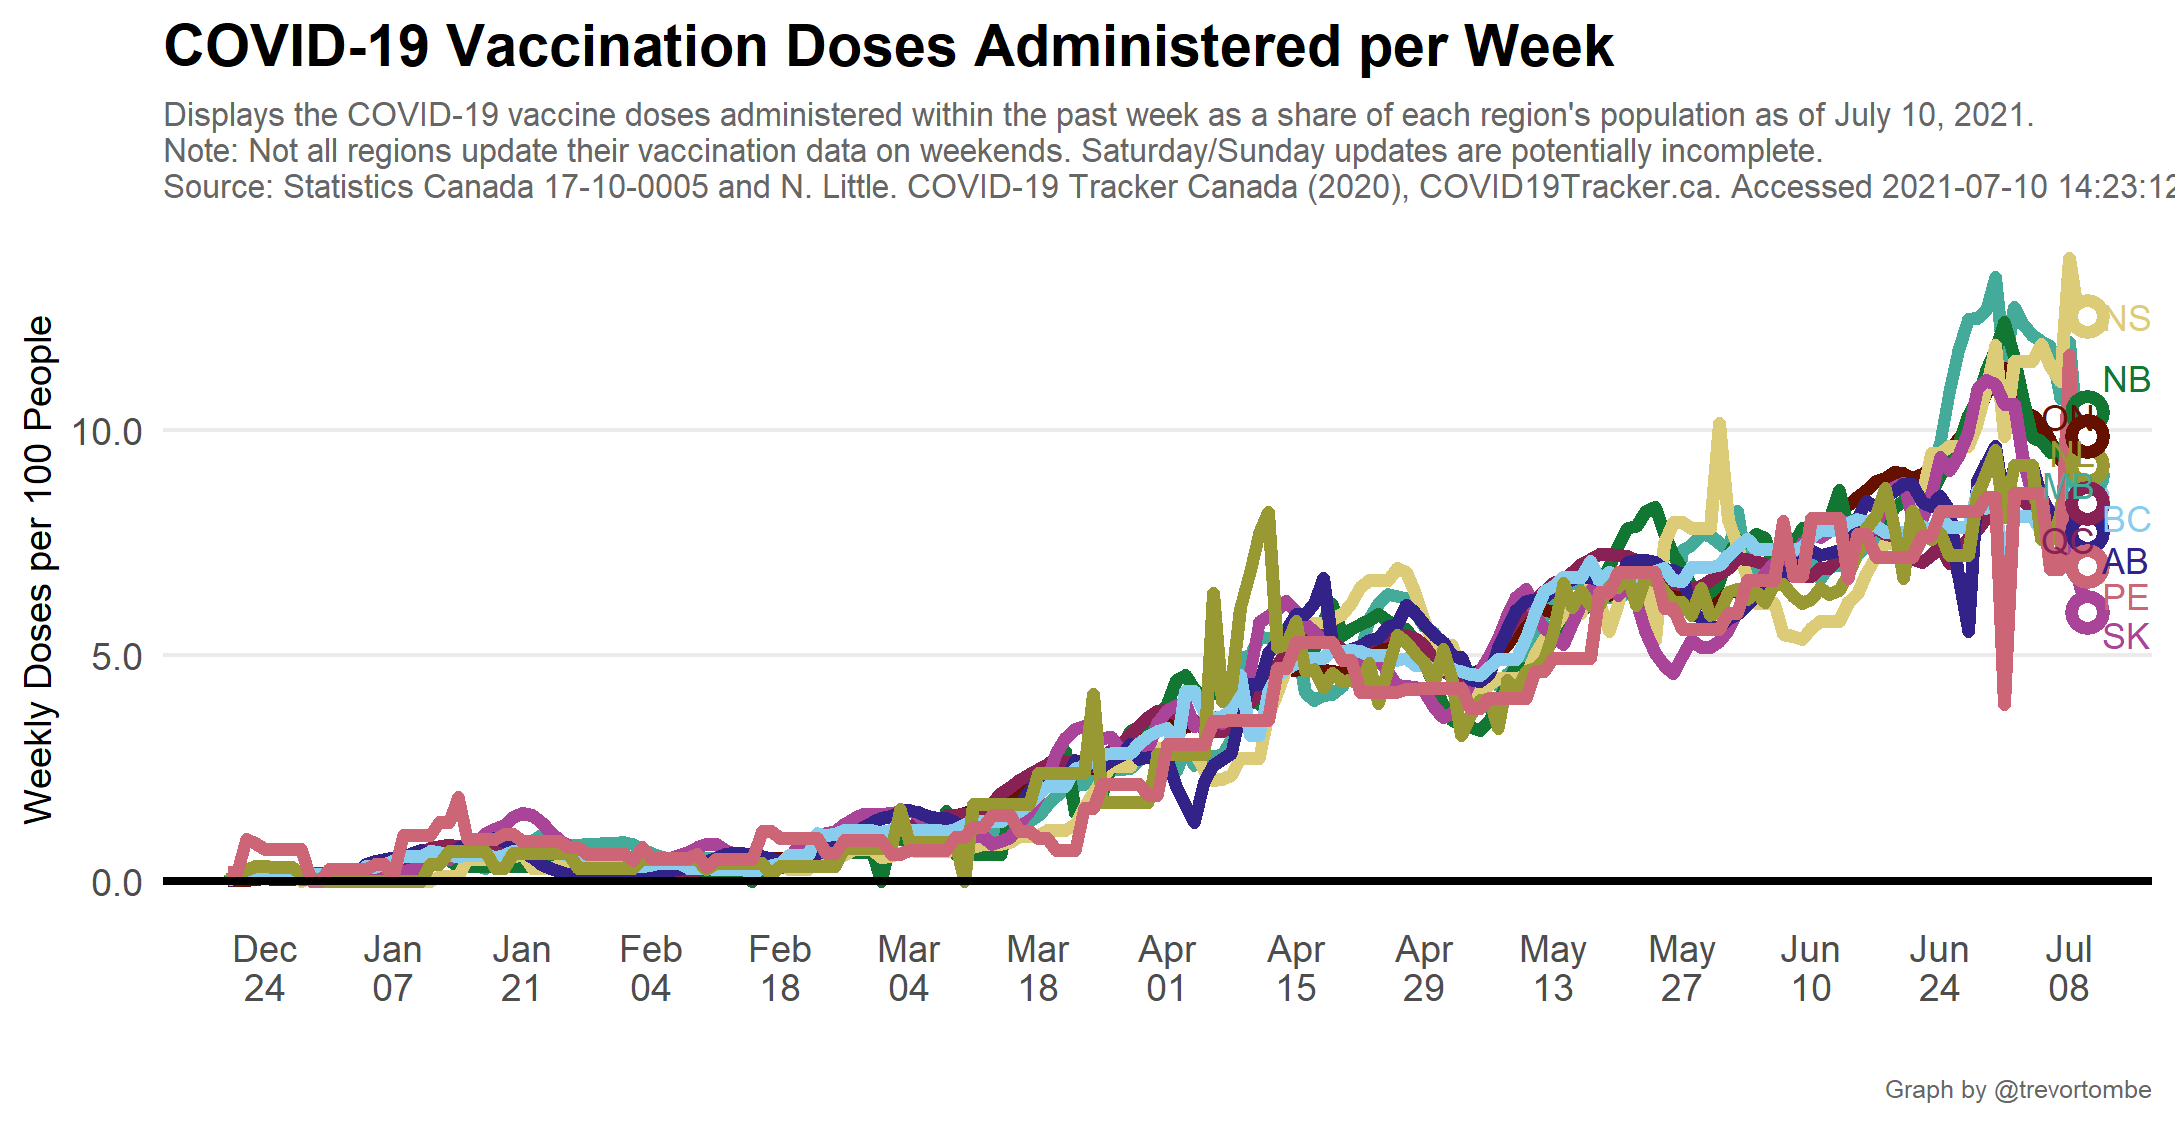 COVID-19 Vaccination Doses Administered per Week
Displays the COVID-19 vaccine doses administered within the past week as a share of each region's population as of July 10, 2021.
Note: Not all regions update their vaccination data on weekends. Saturday/Sunday updates are potentially incomplete.
Source: Statistics Canada 17-10-0005 and N. Little. COVID-19 Tracker Canada (2020), COVID19Tracker.ca. Accessed 2021-07-10 14:23:12
Weekly Doses per 100 People
10.0
5.0
0.0
NS
NB
ON
NL
MB
BC
QC
AB
PE
SK
Dec 24
Jan 07
Jan 21
Feb 04
Feb 18
Mar 04
Mar 18
Apr 01
Apr 15
Apr 29
May 13
May 27
Jun 10
Jun 24
Jul 08
Graph by @trevortombe